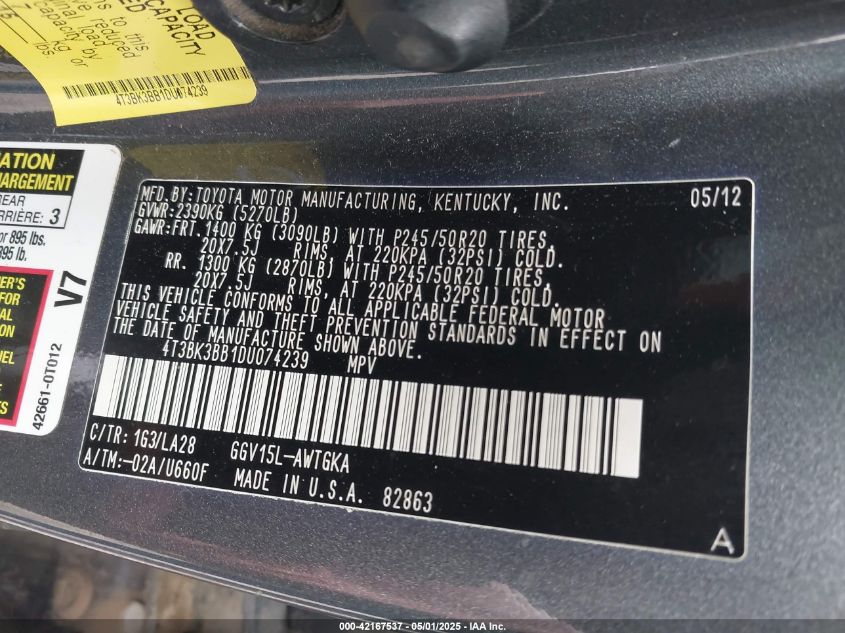 LOAD
CAPACITY
reduced
4T3BK3BB1DU074239
REAR
ARRIÈRE: 3
or 895 lbs.
V7
42661-0T012
MFD.BY:TOYOTA MOTOR MANUFACTURING, KENTUCKY, INC. 05/12
GVWR:2390KG (5270LB)
GAWR:FRT. 1400 KG (3090LB) WITH P245/50R20 TIRES,
20X7.5J RIMS, AT 220KPA (32PSI) COLD.
RR. 1300 KG (2870LB) WITH P245/50R20 TIRES,
20X7.5J RIMS, AT 220KPA (32PSI) COLD.
THIS VEHICLE CONFORMS TO ALL APPLICABLE FEDERAL MOTOR
VEHICLE SAFETY AND THEFT PREVENTION STANDARDS IN EFFECT ON
THE DATE OF MANUFACTURE SHOWN ABOVE.
4T3BK3BB1DU074239 MPV
C/TR: 1G3/LA28 GGV15L-AWTGKA
A/TM:-02A/U660F MADE IN U.S.A. 82863
A
000-42167537 - 05/01/2025 - IAA Inc.